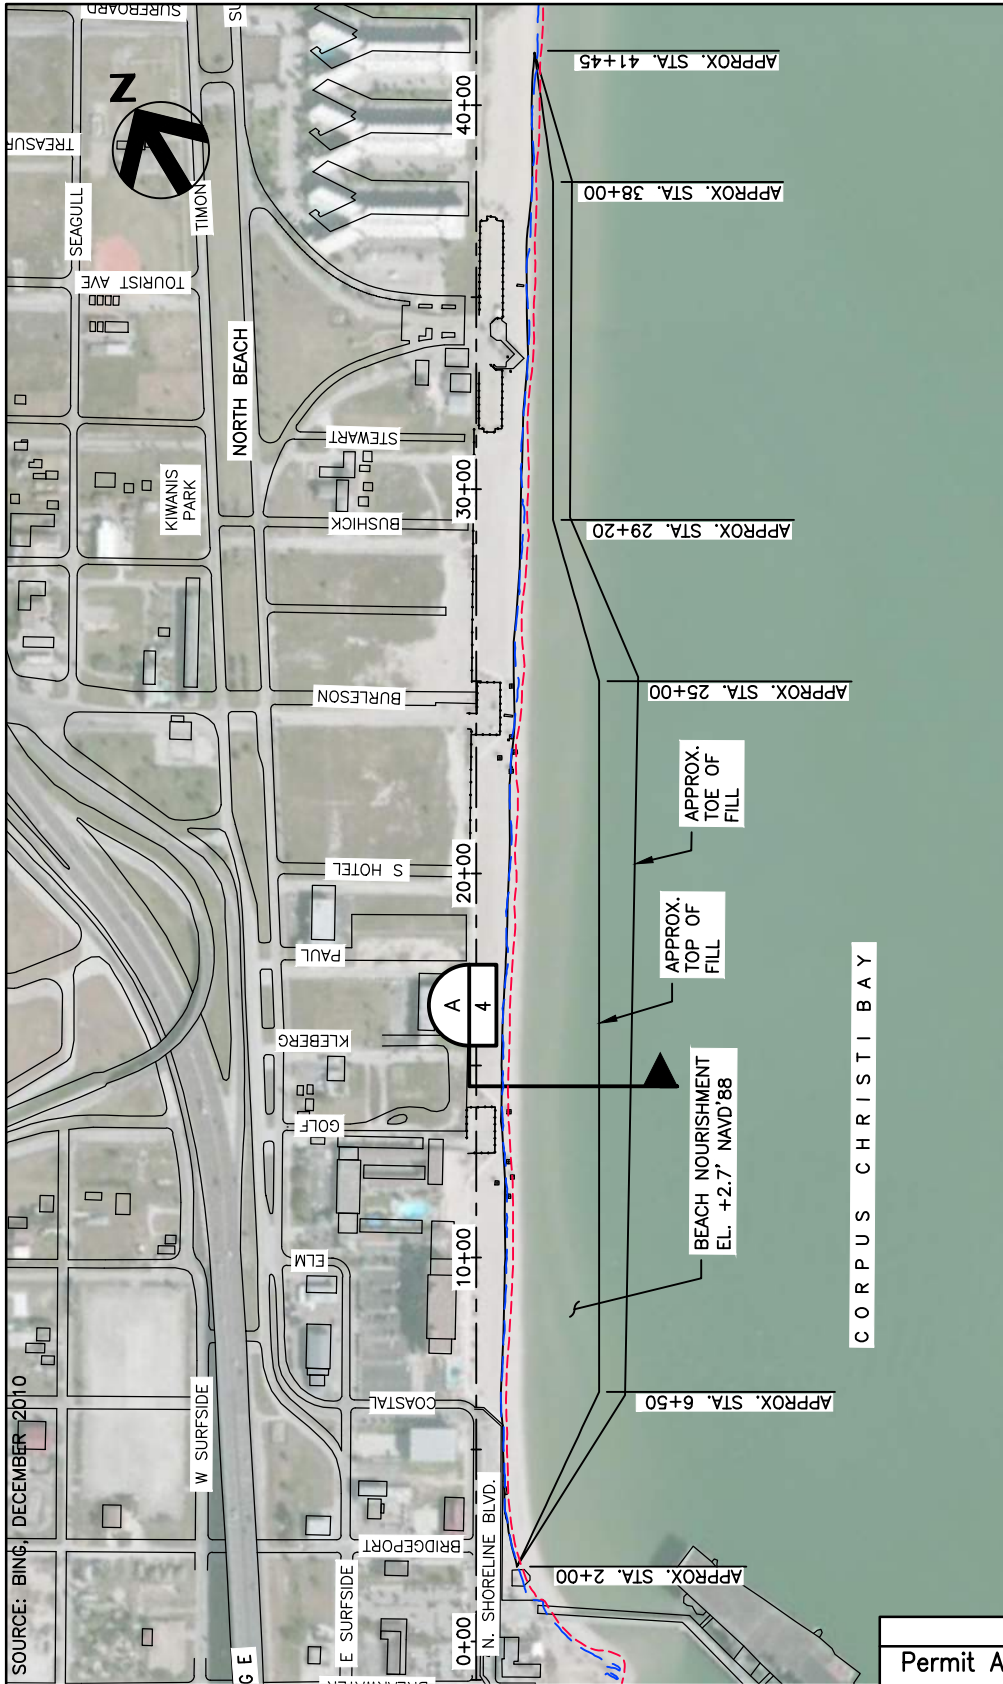 SURFBOARD
SU
APPROX. STA. 41+45
Z
40+00
TREASUR
SEAGULL
TIMON
APPROX. STA. 38+00
TOURIST AVE
NORTH BEACH
STEWART
KIWANIS
PARK
30+00
BUSHICK
APPROX. STA. 29+20
BURLESON
APPROX. STA. 25+00
APPROX.
TOE OF
FILL
S HOTEL
20+00
APPROX.
TOP OF
FILL
PAUL
A
4
KLEBERG
GOLF
BEACH NOURISHMENT
EL. +2.7' NAVD'88
CORPUS CHRISTI BAY
ELM
10+00
COASTAL
APPROX. STA. 6+50
SOURCE: BING, DECEMBER 2010
W SURFSIDE
N. SHORELINE BLVD.
BRIDGEPORT
APPROX. STA. 2+00
E SURFSIDE
0+00
GE
BREAKWATER
Permit A